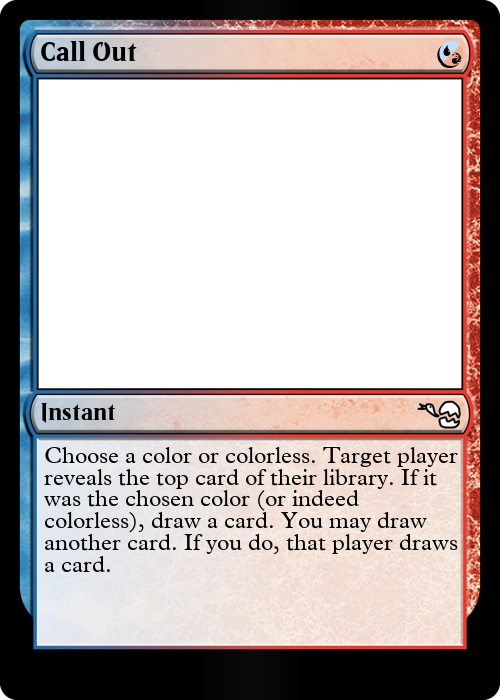 Call Out
Instant
Choose a color or colorless. Target player
reveals the top card of their library. If it
was the chosen color (or indeed
colorless), draw a card. You may draw
another card. If you do, that player draws
a card.